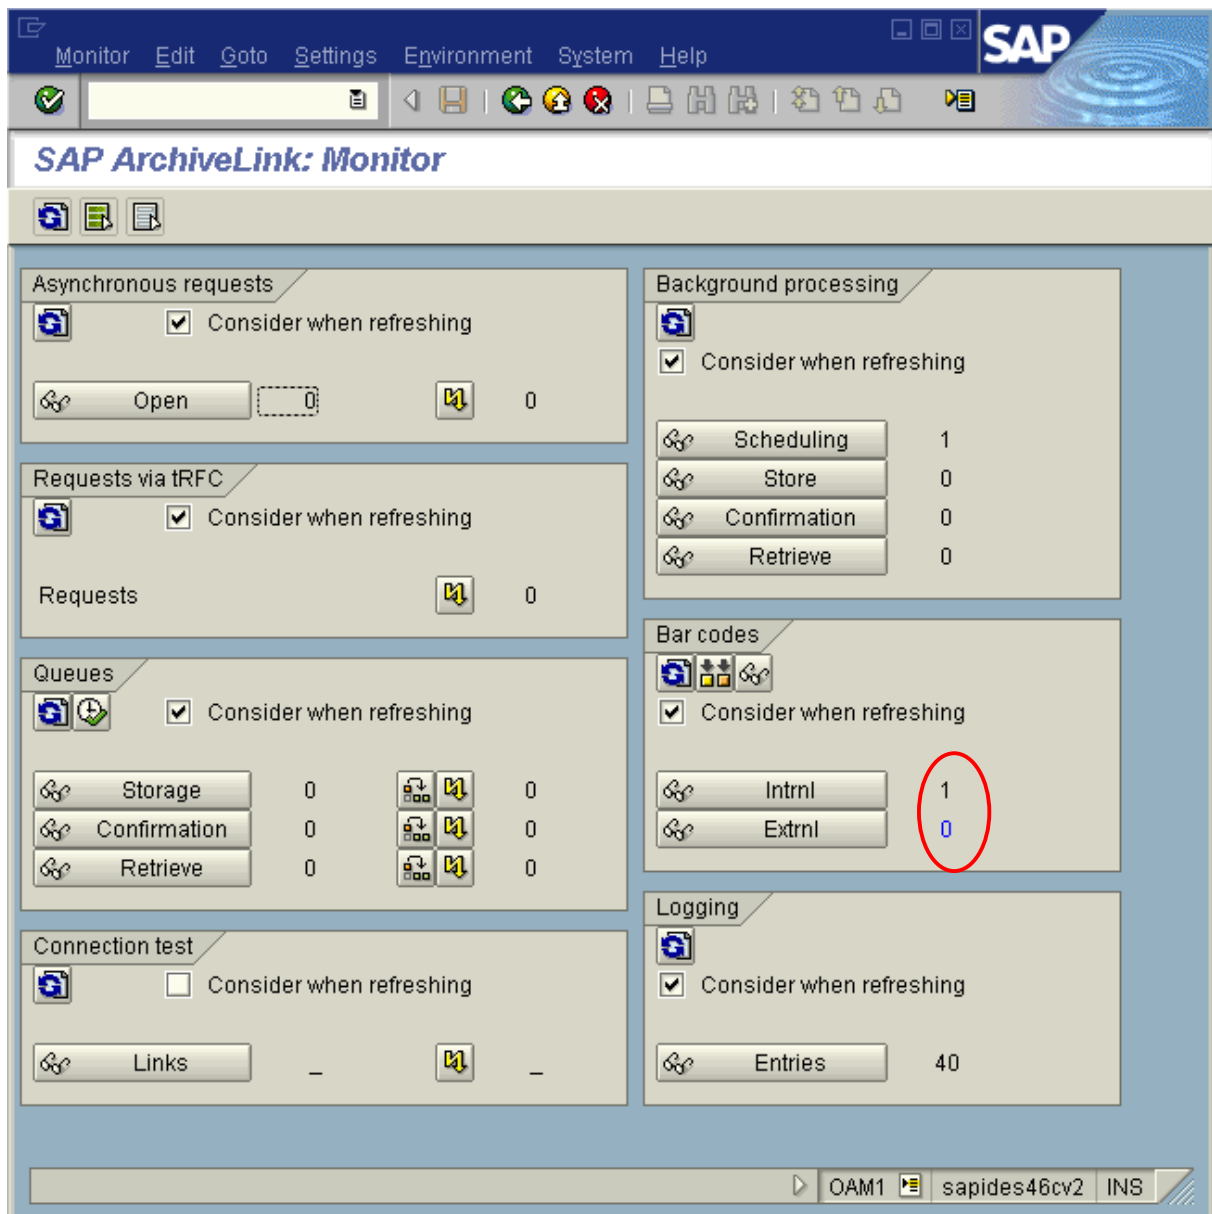 Monitor Edit Goto Settings Environment System Help
SAP
SAP ArchiveLink: Monitor
Asynchronous requests
Consider when refreshing
Open 0 0
Requests via tRFC
Consider when refreshing
Requests 0
Queues
Consider when refreshing
Storage 0 0
Confirmation 0 0
Retrieve 0 0
Connection test
Consider when refreshing
Links _ _
Background processing
Consider when refreshing
Scheduling 1
Store 0
Confirmation 0
Retrieve 0
Bar codes
Consider when refreshing
Intrnl 1
Extrnl 0
Logging
Consider when refreshing
Entries 40
OAM1 sapides46cv2 INS